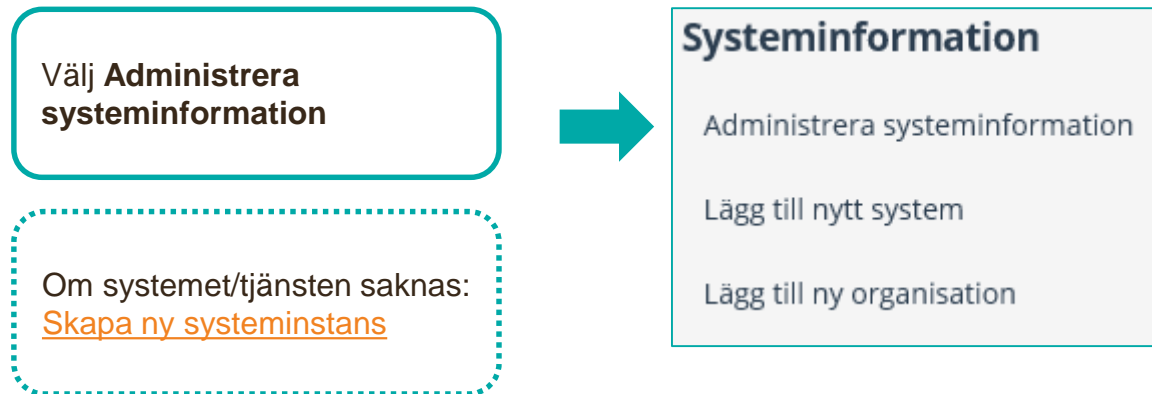 Välj Administrera
systeminformation
Om systemet/tjänsten saknas:
Skapa ny systeminstans
Systeminformation
Administrera systeminformation
Lägg till nytt system
Lägg till ny organisation